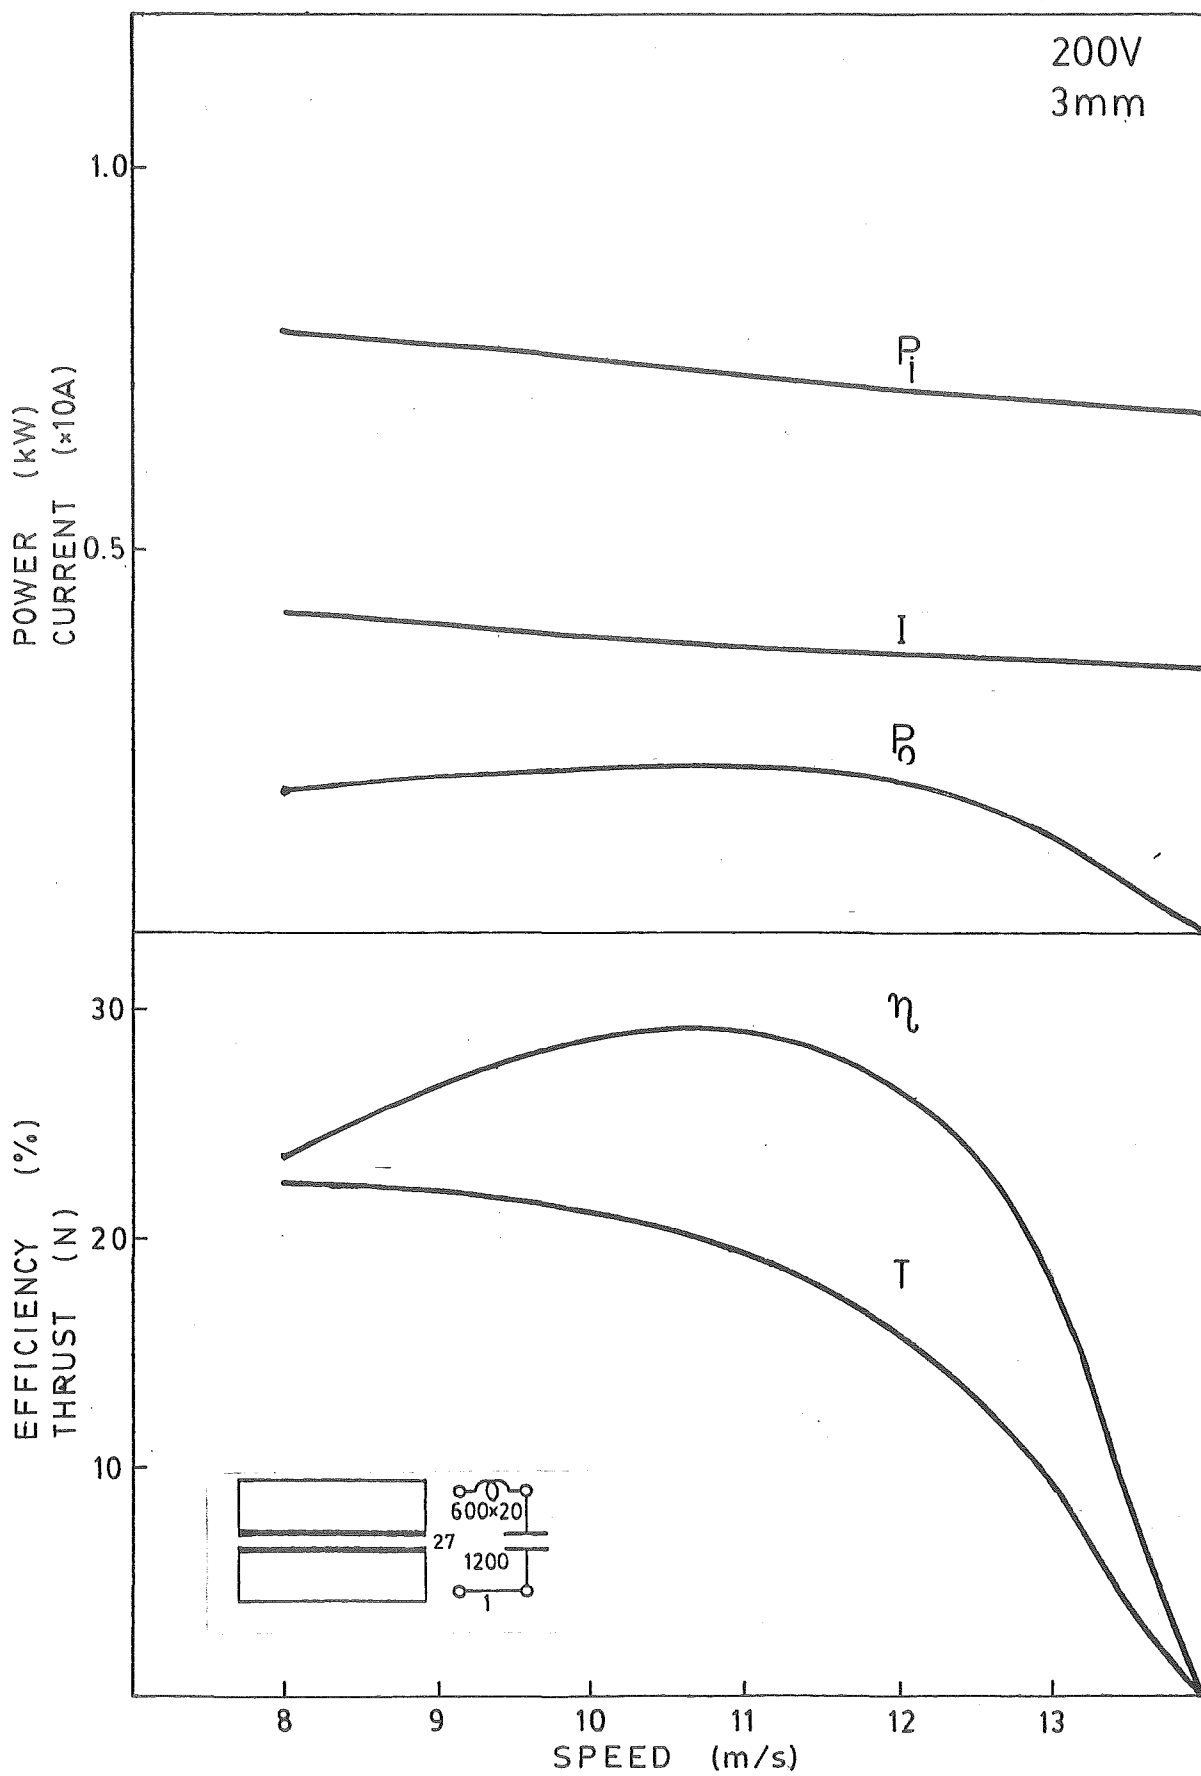 200V
3mm
1.0
0.5
POWER (kW)
CURRENT (×10A)
Pi
I
Po
30
20
10
EFFICIENCY (%)
THRUST (N)
η
T
600×20
27
1200
1
8 9 10 11 12 13
SPEED (m/s)